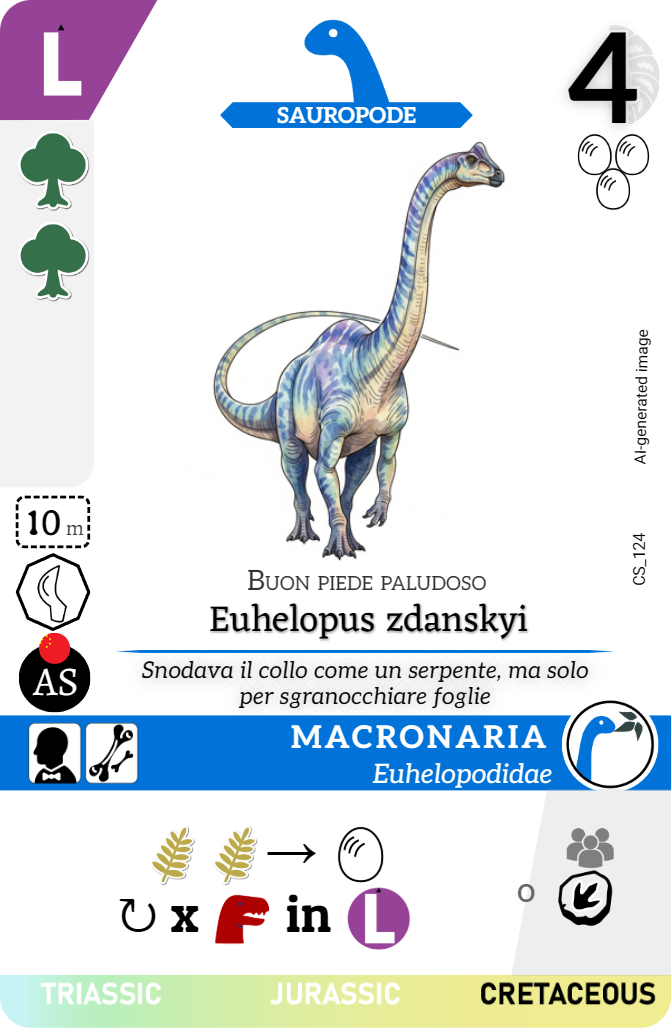 L
SAUROPODE
4
AI-generated image
CS_124
10 m
AS
Buon piede paludoso
Euhelopus zdanskyi
Snodava il collo come un serpente, ma solo
per sgranocchiare foglie
MACRONARIA
Euhelopodidae
x in L
o
TRIASSIC JURASSIC CRETACEOUS